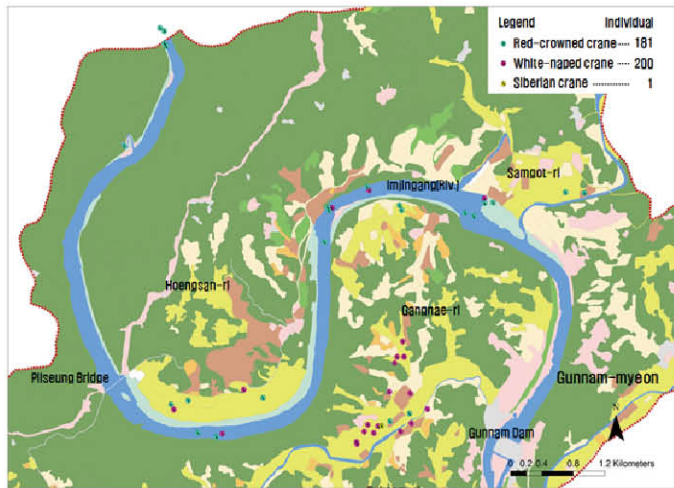 Legend Individual
Red-crowned crane ···· 181
White-naped crane ··· 200
Siberian crane ············ 1
Imjingang(Riv.)
Samgot-ri
Hoengsan-ri
Gangnae-ri
Pilseung Bridge
Gunnam-myeon
Gunnam Dam
0 0.2 0.4 0.8 1.2 Kilometers